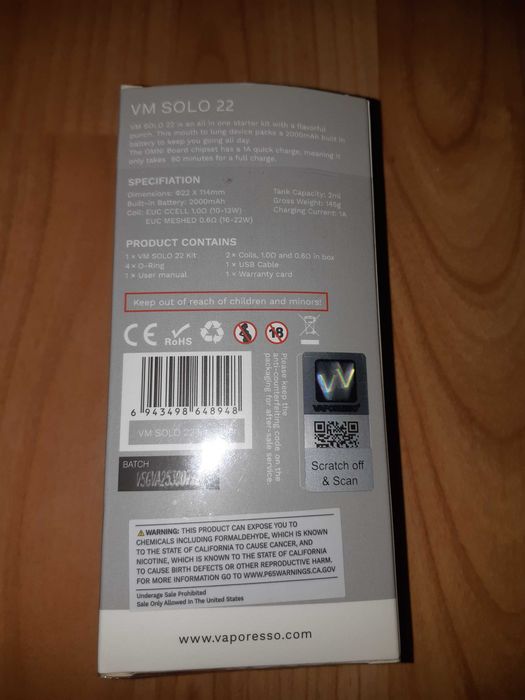 VM SOLO 22
VM SOLO 22 is an all in one starter kit with a flavorful
punch. This mouth to lung device packs a 2000mAh built in
battery to keep you going all day.
The OMNI Board chipset has a 1A quick charge, meaning it
only takes 90 minutes for a full charge.
SPECIFIATION
Dimensions: Φ22 X 114mm
Built-in Battery: 2000mAh
Coil: EUC CCELL 1.0Ω (10-13W)
EUC MESHED 0.6Ω (16-22W)
Tank Capacity: 2ml
Gross Weight: 145g
Charging Current: 1A
PRODUCT CONTAINS
1 × VM SOLO 22 Kit
4 × O-Ring
1 × User manual
2 × Coils, 1.0Ω and 0.6Ω in box
1 × USB Cable
1 × Warranty card
Keep out of reach of children and minors!
CE
RoHS
18
Please keep the
anti-counterfeiting code on the
packaging for after-sale service.
6 943498 648948
VM SOLO 22
BATCH
VAPORESSO
Scratch off
& Scan
WARNING: THIS PRODUCT CAN EXPOSE YOU TO
CHEMICALS INCLUDING FORMALDEHYDE, WHICH IS KNOWN
TO THE STATE OF CALIFORNIA TO CAUSE CANCER, AND
NICOTINE, WHICH IS KNOWN TO THE STATE OF CALIFORNIA
TO CAUSE BIRTH DEFECTS OR OTHER REPRODUCTIVE HARM.
FOR MORE INFORMATION GO TO WWW.P65WARNINGS.CA.GOV
Underage Sale Prohibited
Sale Only Allowed In The United States
www.vaporesso.com